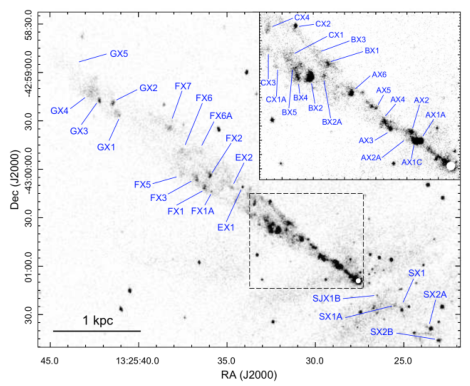 -42:58:30.0
CX4
CX2
CX1
BX3
BX1
GX5
-42:59:00.0
CX3
AX6
AX5
GX2
FX7
CX1A
BX4
AX4
AX2
GX4
FX6
BX5
BX2
AX1A
GX3
FX6A
BX2A
AX3
30.0
FX2
AX2A
GX1
EX2
AX1C
Dec (J2000)
-43:00:00.0
FX5
FX3
FX1
FX1A
EX1
30.0
01:00.0
SX1
SJX1B
SX2A
SX1A
30.0
1 kpc
SX2B
45.0
13:25:40.0
35.0
30.0
25.0
RA (J2000)